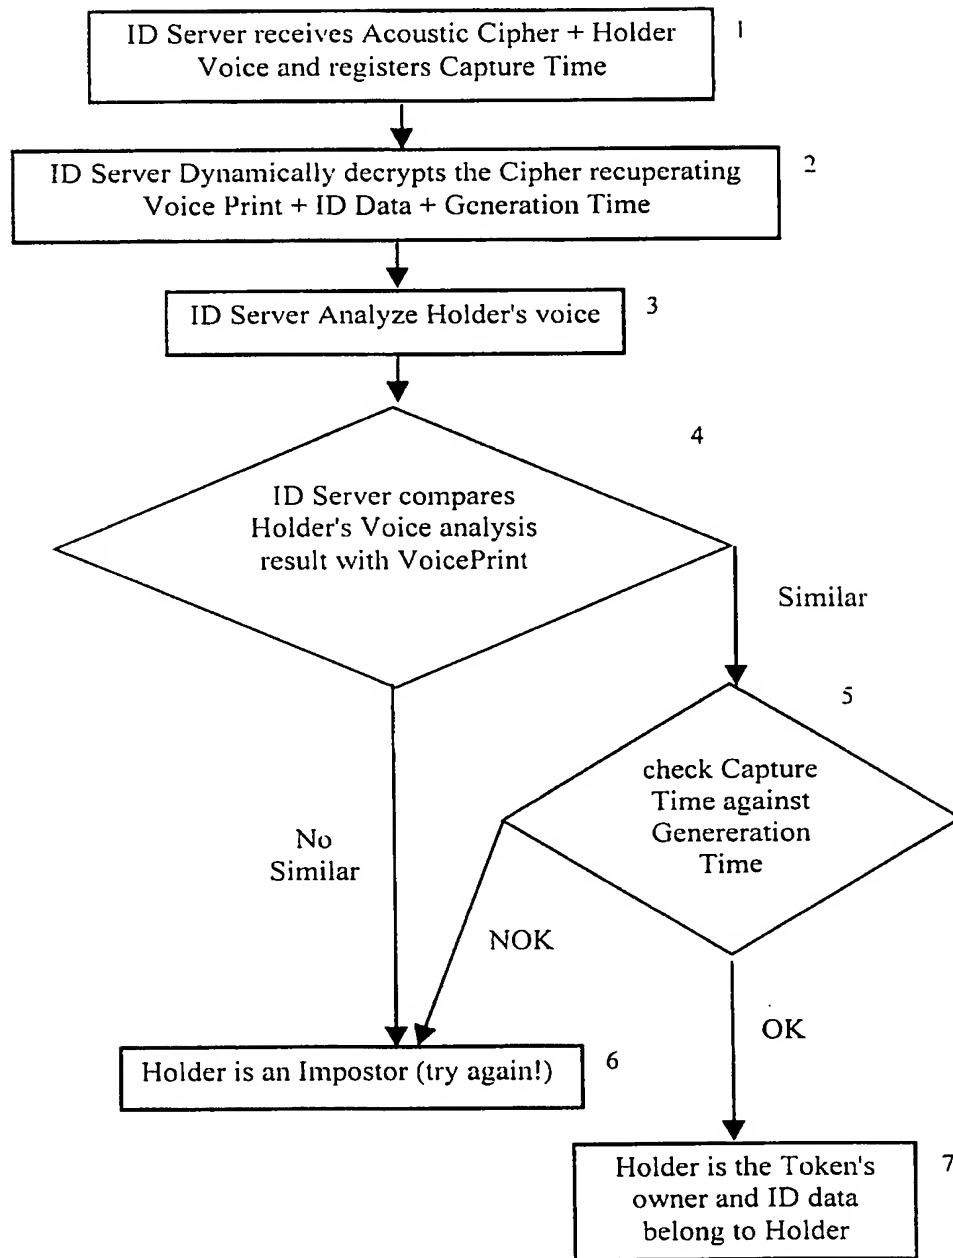 ID Server receives Acoustic Cipher + Holder
Voice and registers Capture Time
1
ID Server Dynamically decrypts the Cipher recuperating
Voice Print + ID Data + Generation Time
2
ID Server Analyze Holder's voice
3
4
ID Server compares
Holder's Voice analysis
result with VoicePrint
Similar
5
check Capture
Time against
Genereration
Time
No
Similar
NOK
OK
Holder is an Impostor (try again!)
6
Holder is the Token's
owner and ID data
belong to Holder
7